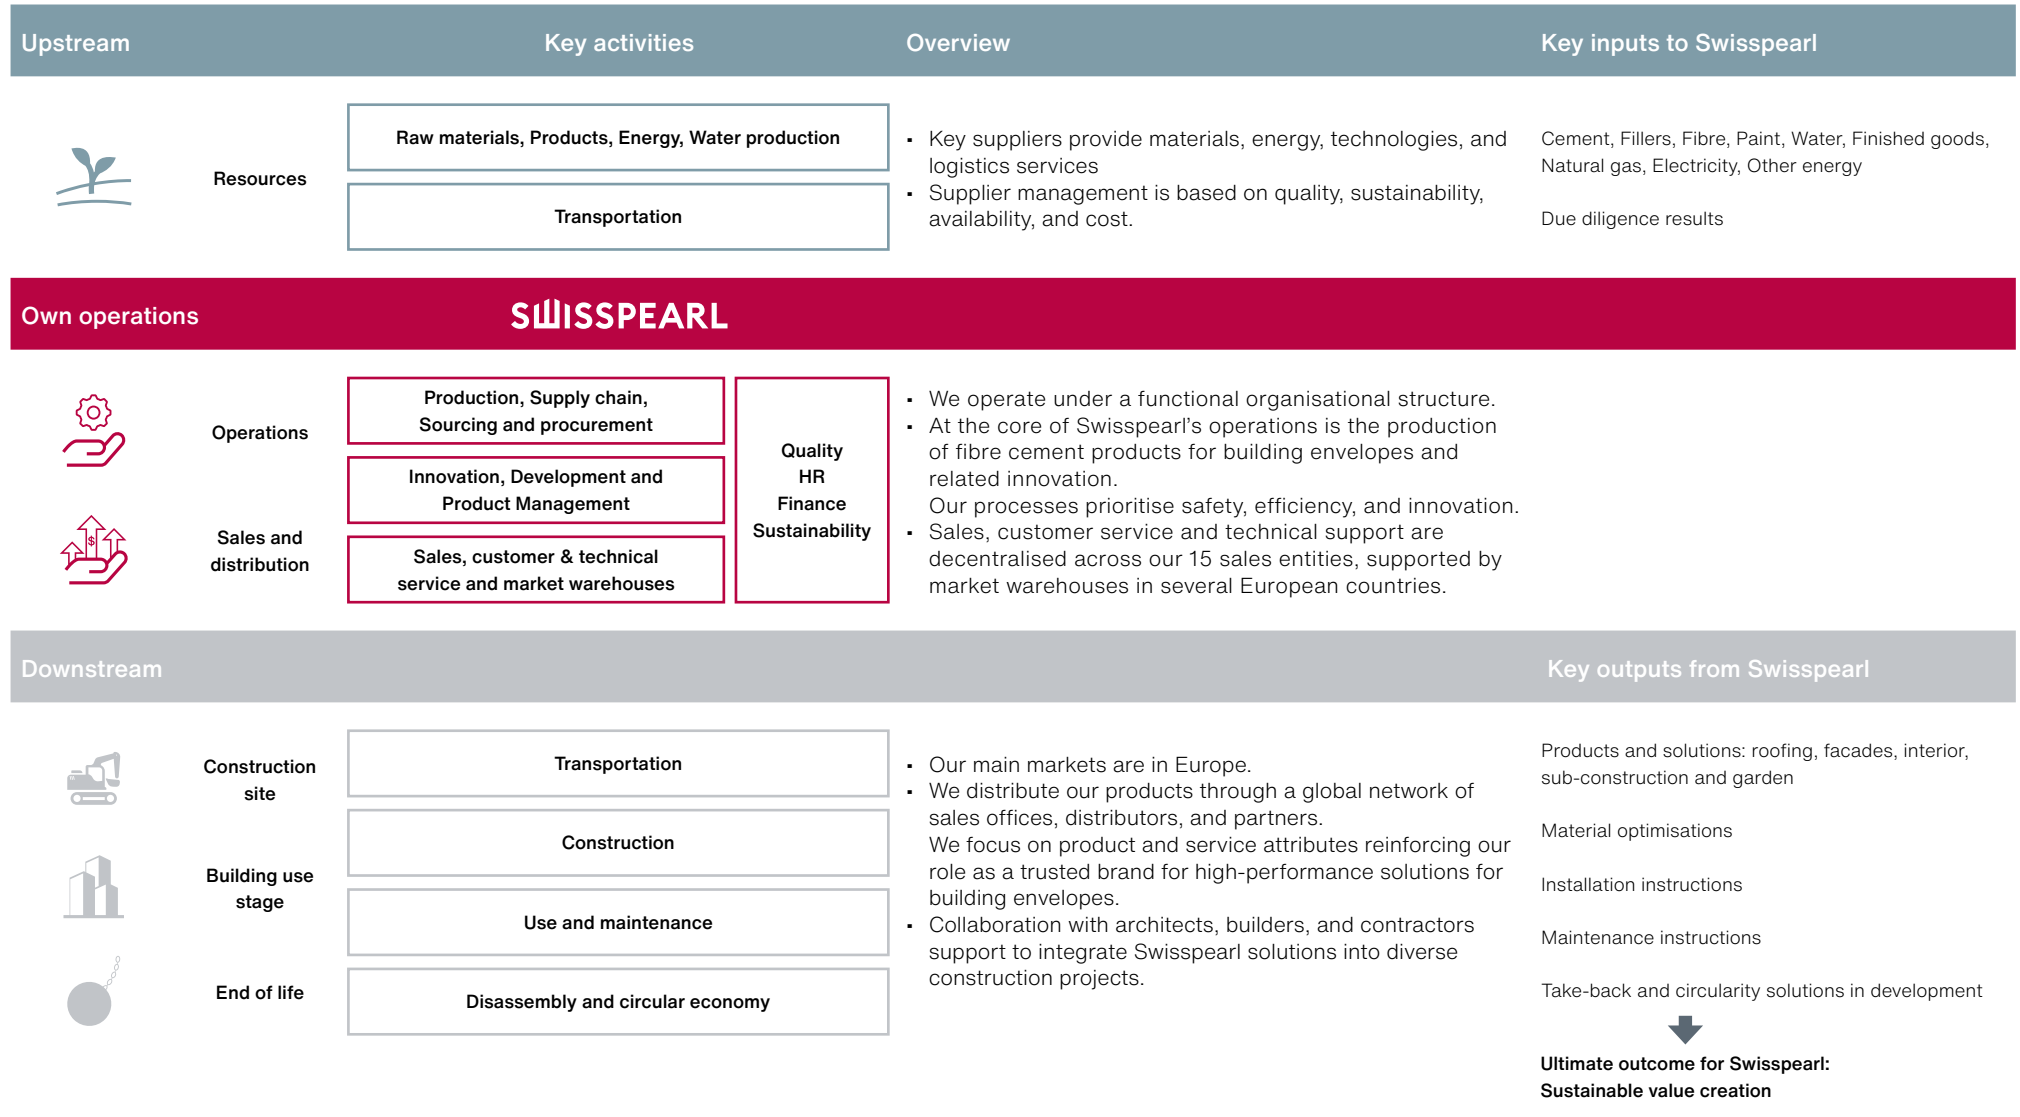 Upstream
Key activities
Overview
Key inputs to Swisspearl
Resources
Raw materials, Products, Energy, Water production
Transportation
• Key suppliers provide materials, energy, technologies, and
logistics services
• Supplier management is based on quality, sustainability,
availability, and cost.
Cement, Fillers, Fibre, Paint, Water, Finished goods,
Natural gas, Electricity, Other energy
Due diligence results
Own operations
SWISSPEARL
Operations
Sales and
distribution
Production, Supply chain,
Sourcing and procurement
Innovation, Development and
Product Management
Sales, customer & technical
service and market warehouses
Quality
HR
Finance
Sustainability
$
• We operate under a functional organisational structure.
• At the core of Swisspearl's operations is the production
of fibre cement products for building envelopes and
related innovation.
Our processes prioritise safety, efficiency, and innovation.
• Sales, customer service and technical support are
decentralised across our 15 sales entities, supported by
market warehouses in several European countries.
Downstream
Key outputs from Swisspearl
Construction
site
Building use
stage
End of life
Transportation
Construction
Use and maintenance
Disassembly and circular economy
• Our main markets are in Europe.
• We distribute our products through a global network of
sales offices, distributors, and partners.
We focus on product and service attributes reinforcing our
role as a trusted brand for high-performance solutions for
building envelopes.
• Collaboration with architects, builders, and contractors
support to integrate Swisspearl solutions into diverse
construction projects.
Products and solutions: roofing, facades, interior,
sub-construction and garden
Material optimisations
Installation instructions
Maintenance instructions
Take-back and circularity solutions in development
Ultimate outcome for Swisspearl:
Sustainable value creation